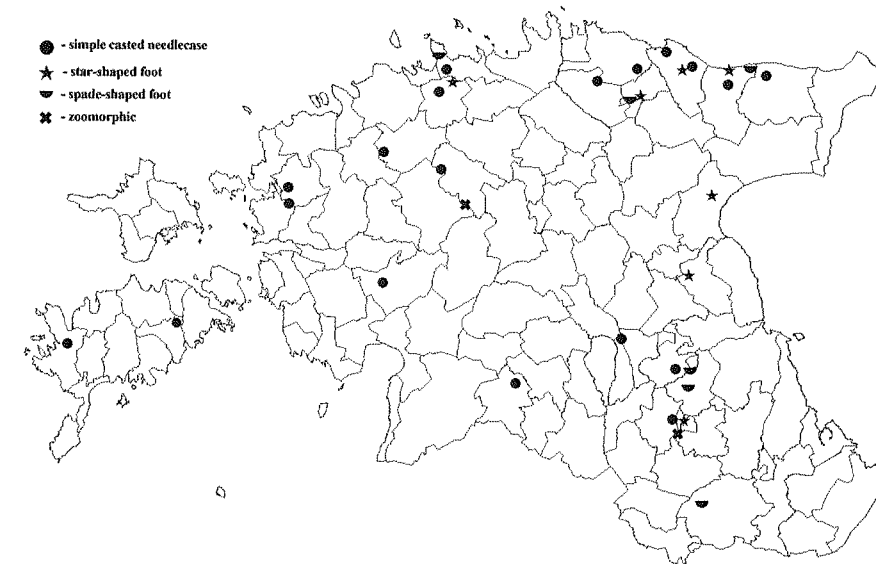 - simple casted needlecase
- star-shaped foot
- spade-shaped foot
- zoomorphic